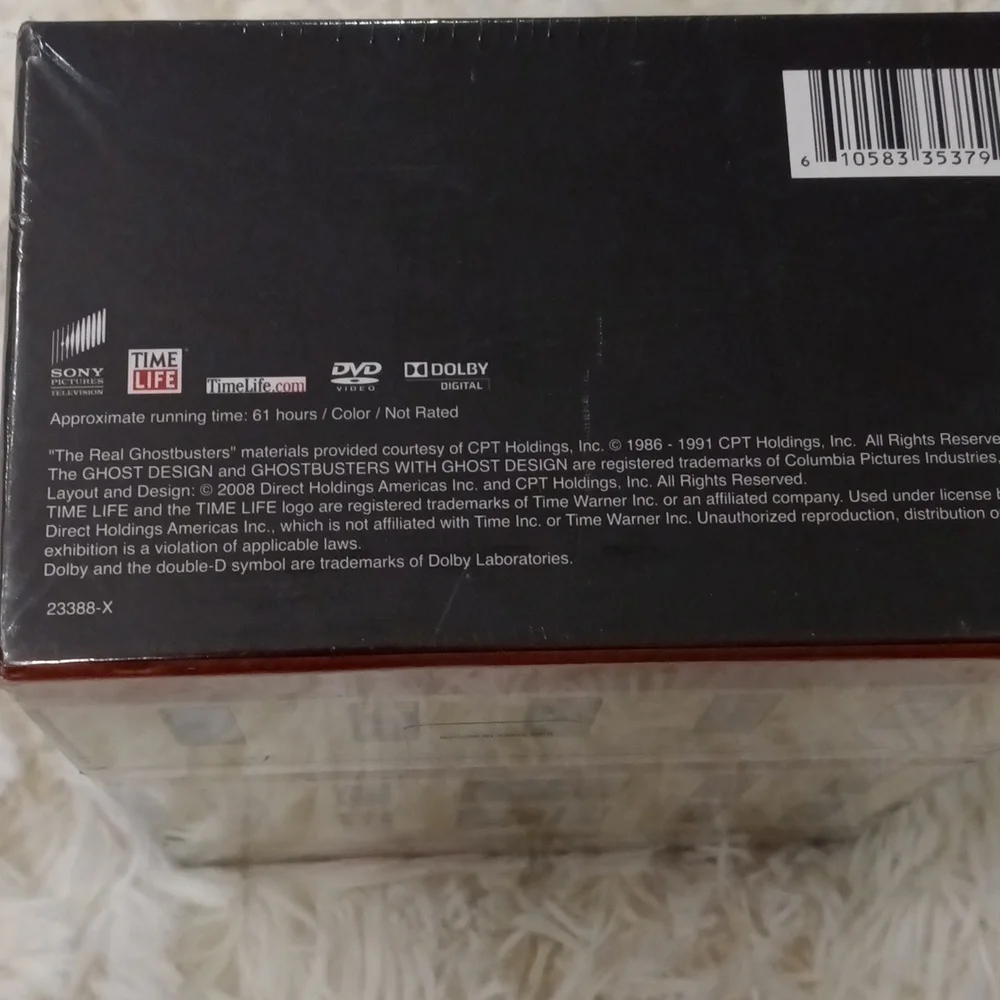 6 10583 35379
SONY
PICTURES
TELEVISION
TIME
LIFE
TimeLife.com
DVD
VIDEO
DOLBY
DIGITAL
Approximate running time: 61 hours / Color / Not Rated
"The Real Ghostbusters" materials provided courtesy of CPT Holdings, Inc. © 1986 - 1991 CPT Holdings, Inc. All Rights Reserve
The GHOST DESIGN and GHOSTBUSTERS WITH GHOST DESIGN are registered trademarks of Columbia Pictures Industries.
Layout and Design: © 2008 Direct Holdings Americas Inc. and CPT Holdings, Inc. All Rights Reserved.
TIME LIFE and the TIME LIFE logo are registered trademarks of Time Warner Inc. or an affiliated company. Used under license
Direct Holdings Americas Inc., which is not affiliated with Time Inc. or Time Warner Inc. Unauthorized reproduction, distribution o
exhibition is a violation of applicable laws.
Dolby and the double-D symbol are trademarks of Dolby Laboratories.
23388-X